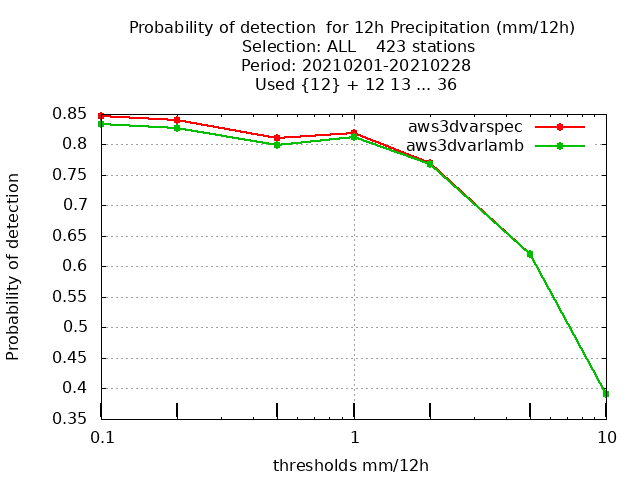 Probability of detection  for 12h Precipitation (mm/12h)
Selection: ALL    423 stations
Period: 20210201-20210228
Used {12} + 12 13 ... 36
aws3dvarspec
aws3dvarlamb
Probability of detection
0.85
0.8
0.75
0.7
0.65
0.6
0.55
0.5
0.45
0.4
0.35
0.1
1
10
thresholds mm/12h